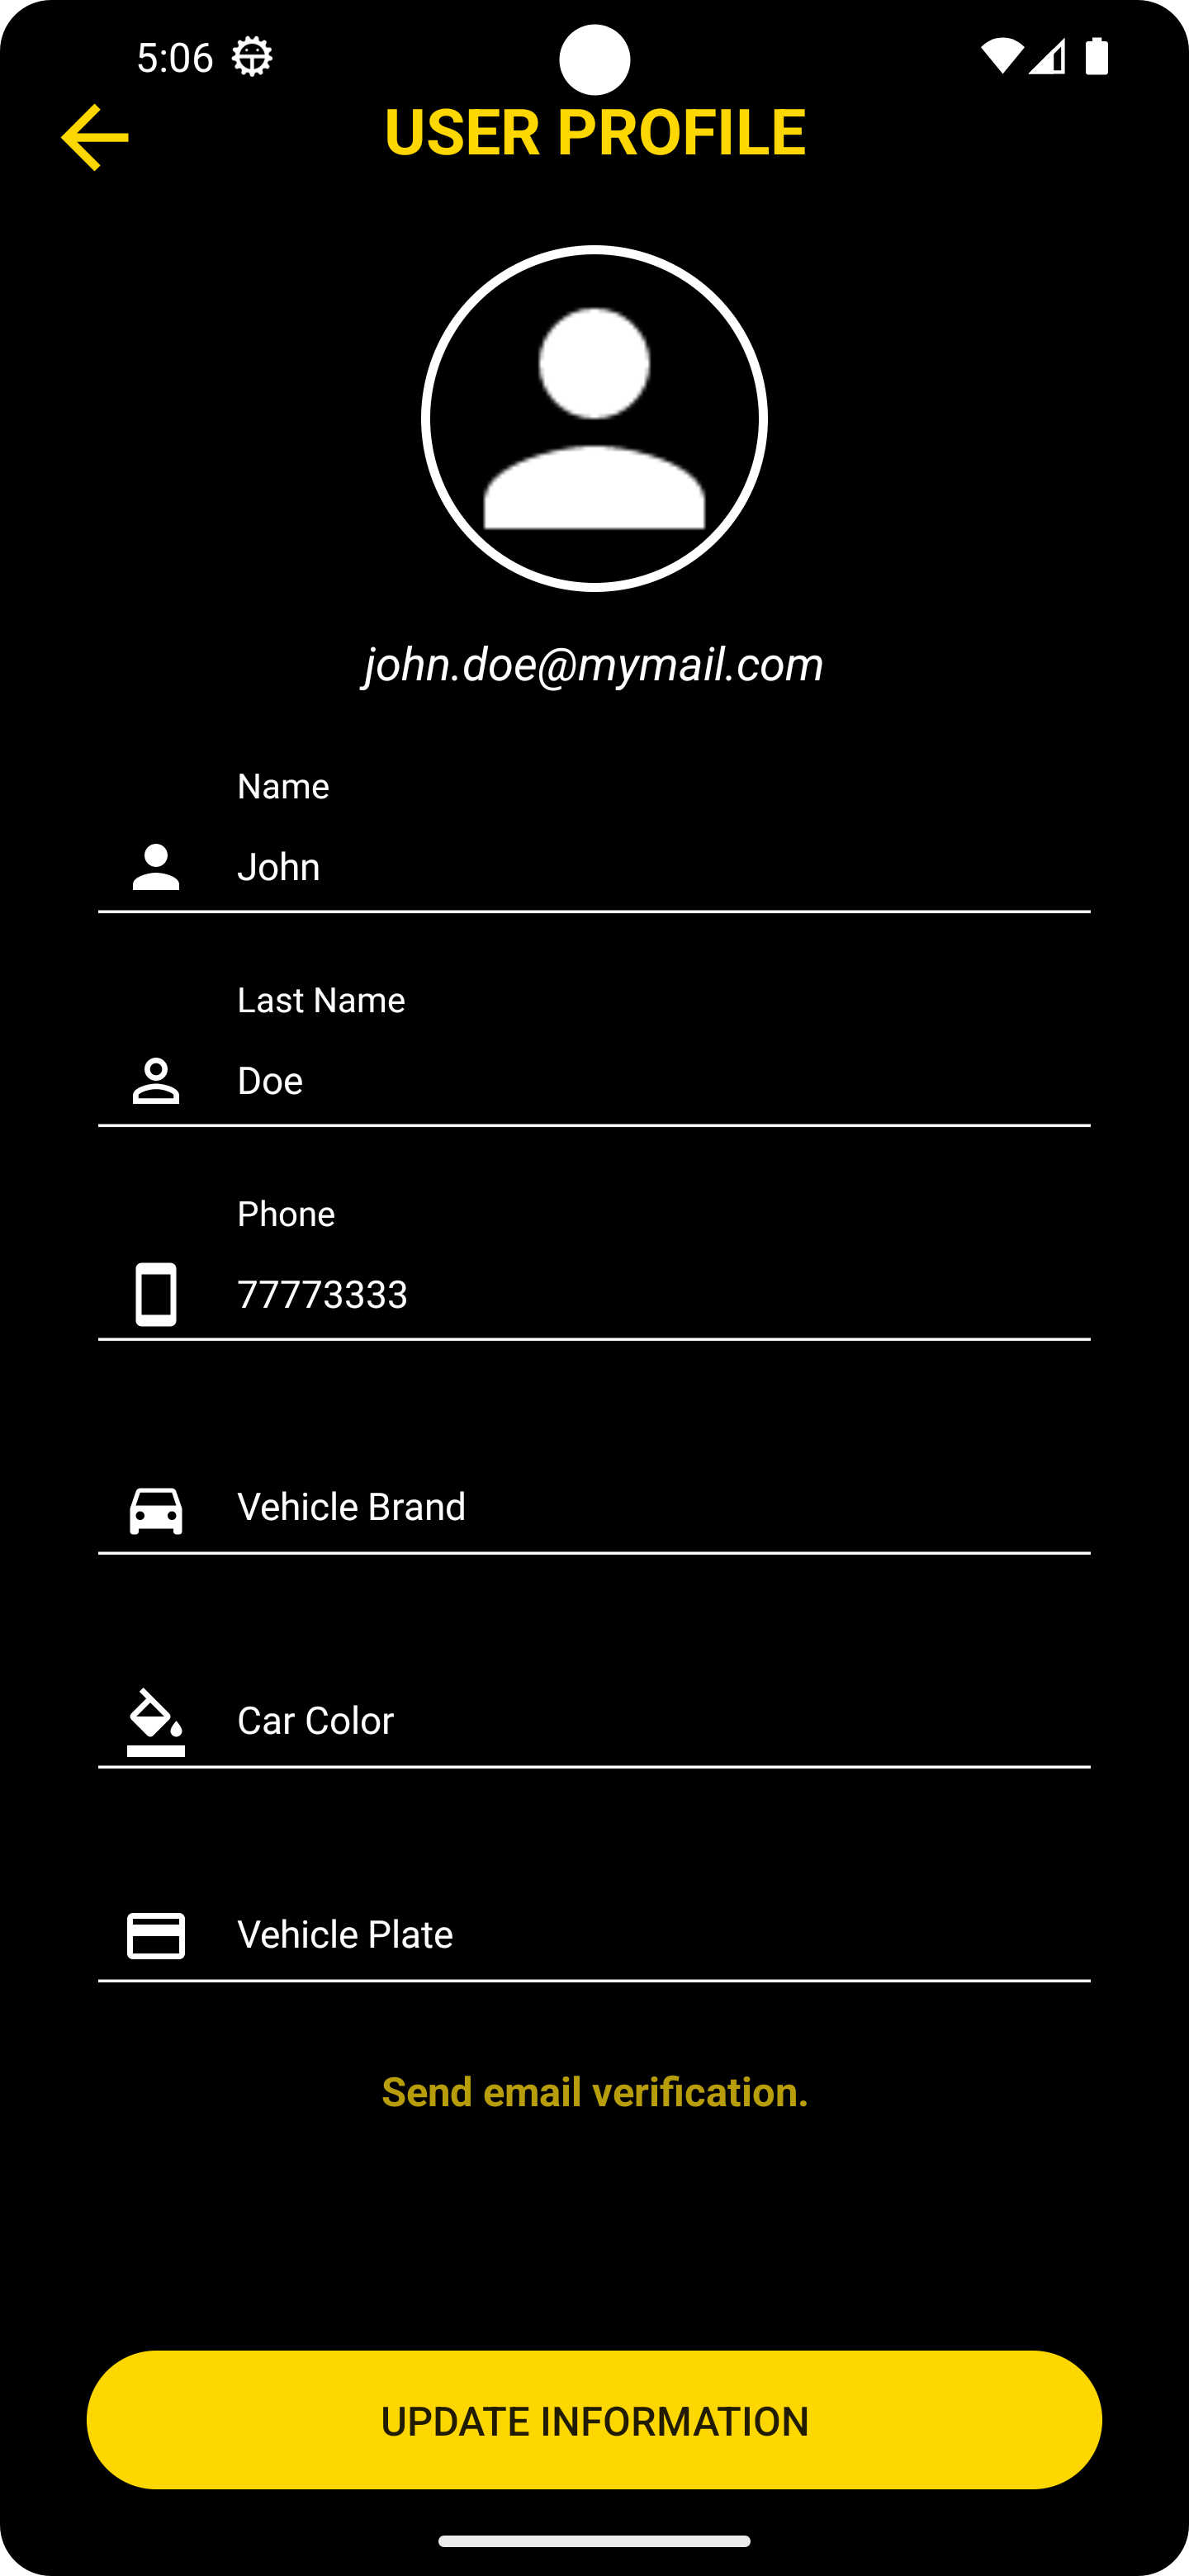 5:06
USER PROFILE
john.doe@mymail.com
Name
John
Last Name
Doe
Phone
77773333
Vehicle Brand
Car Color
Vehicle Plate
Send email verification.
UPDATE INFORMATION